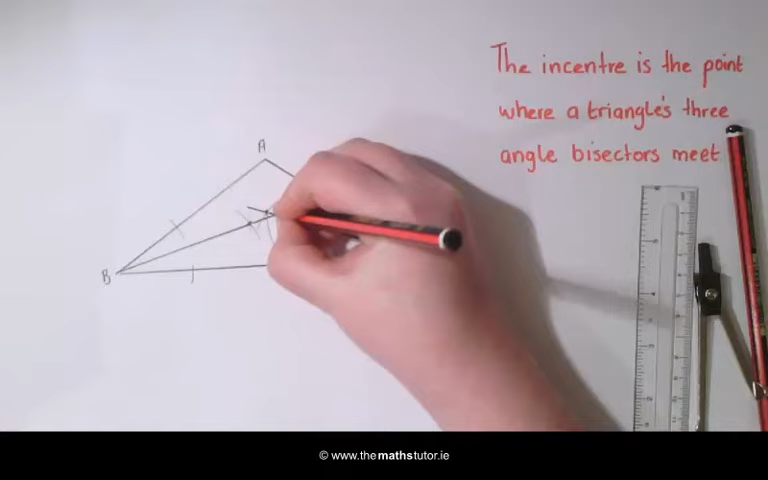 The incentre is the point
where a triangle's three
angle bisectors meet
A
B
© www.themathstutor.ie